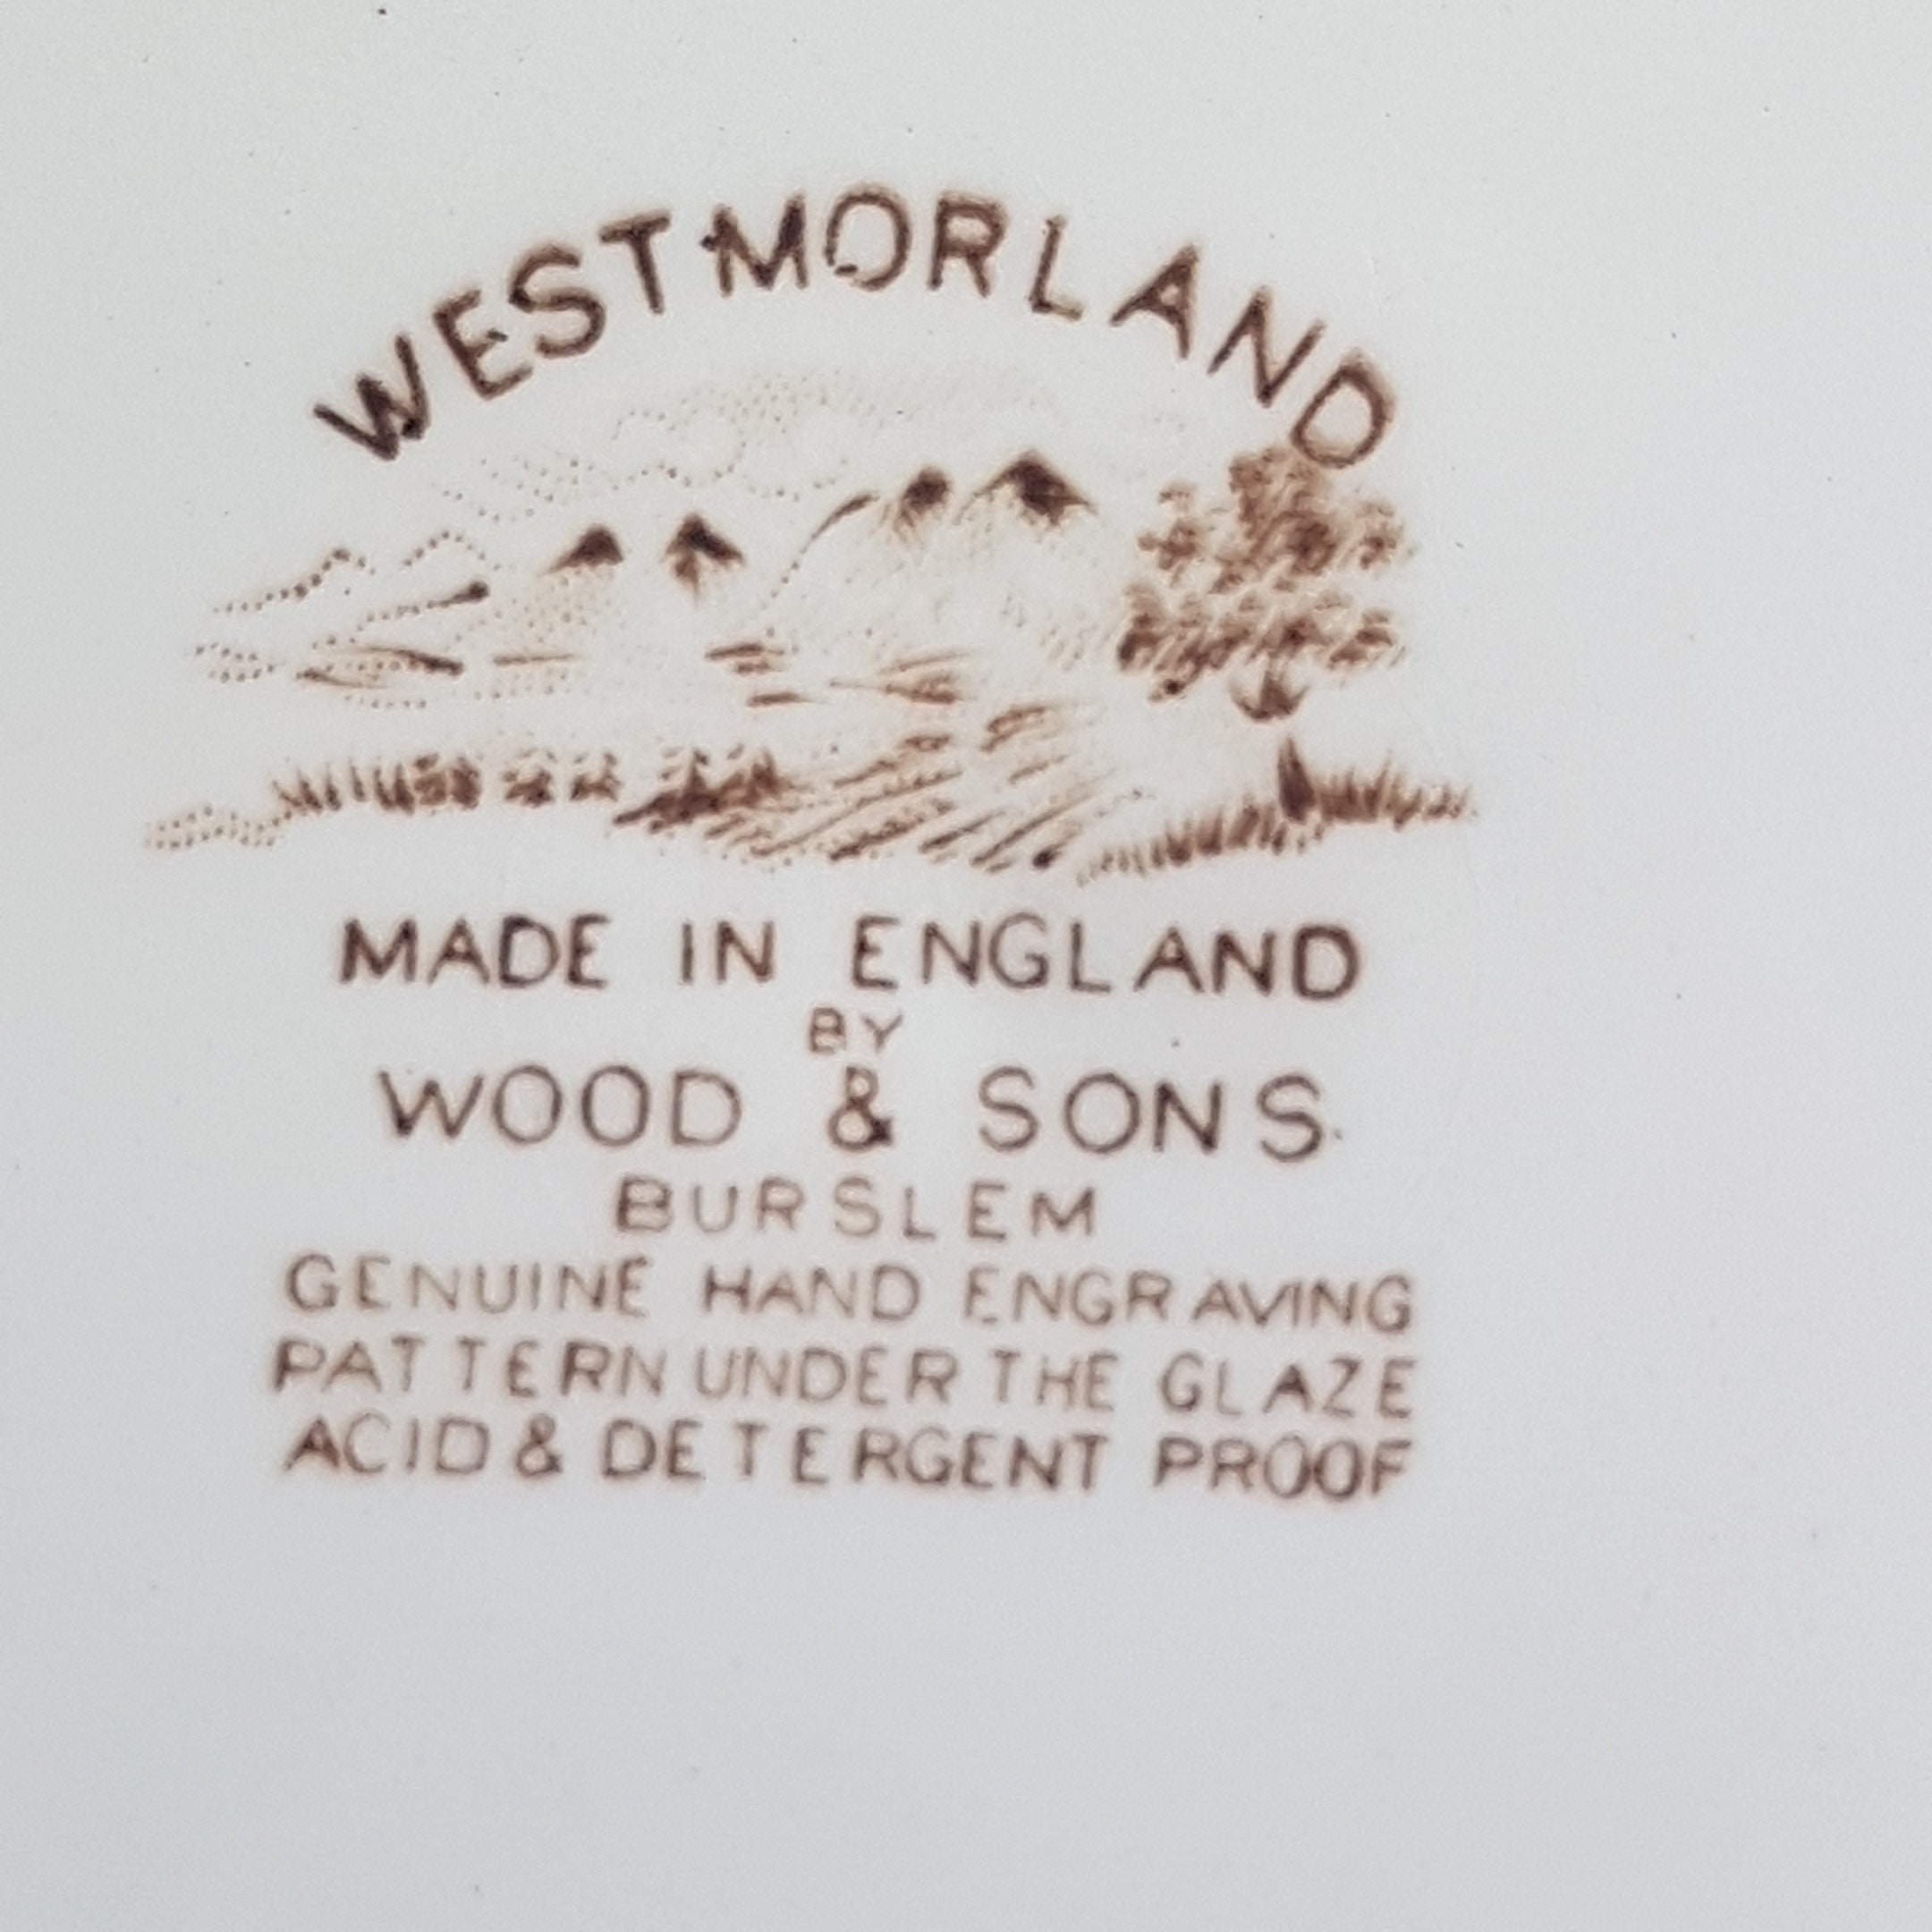 WESTMORLAND
MADE IN ENGLAND
BY
WOOD & SONS
BURSLEM
GENUINE HAND ENGRAVING
PATTERN UNDER THE GLAZE
ACID & DETERGENT PROOF